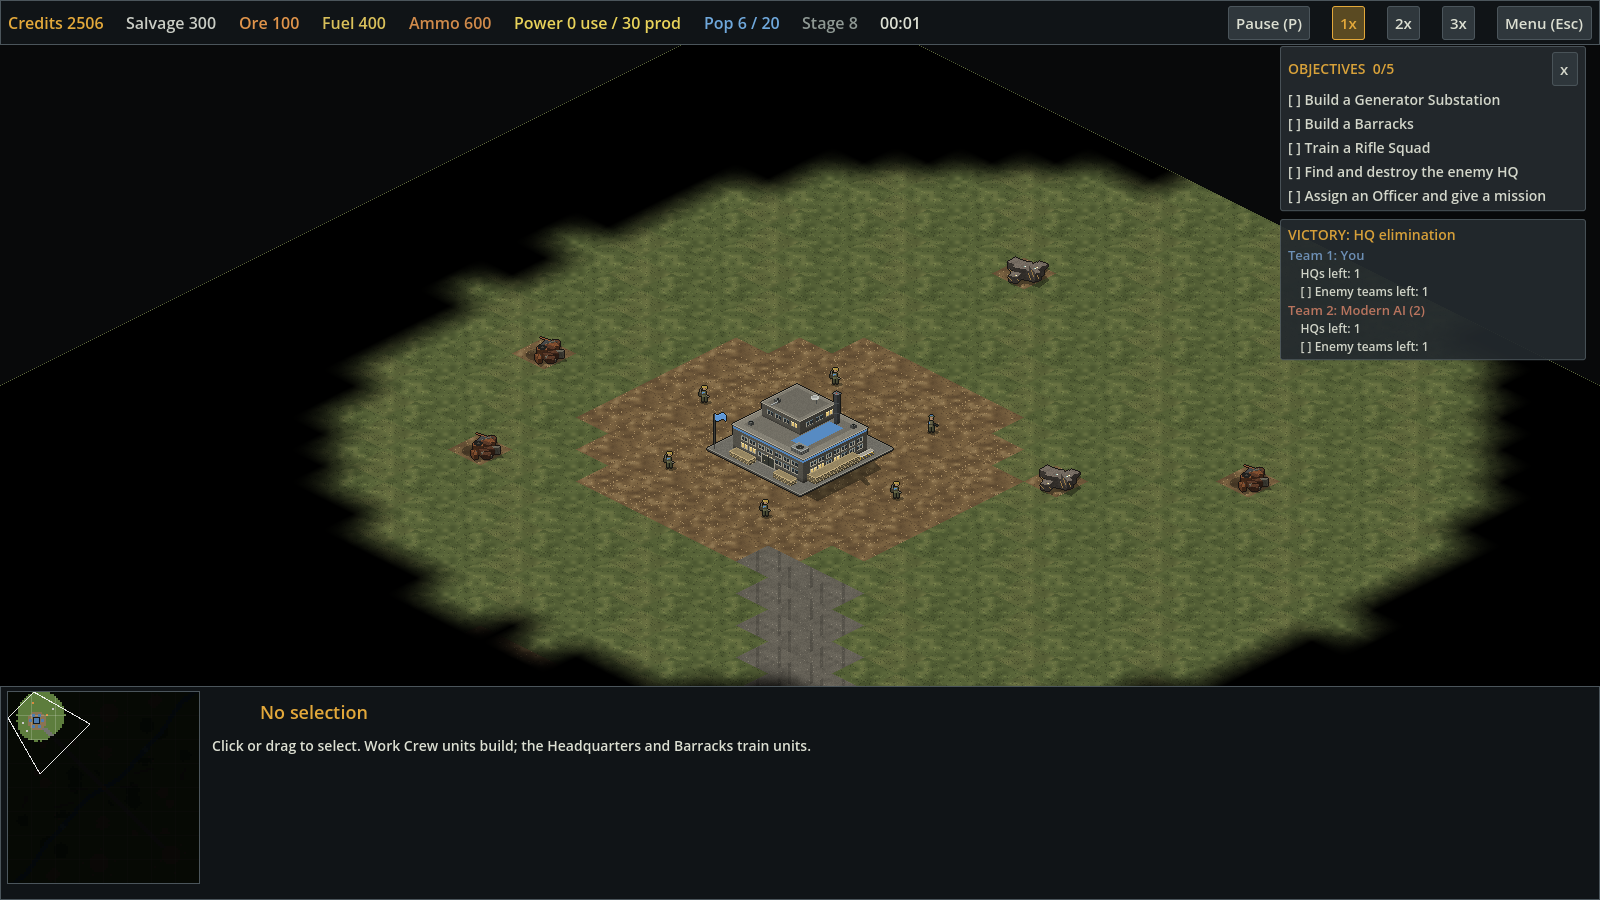 Credits 2506 Salvage 300 Ore 100 Fuel 400 Ammo 600 Power 0 use / 30 prod Pop 6 / 20 Stage 8 00:01 Pause (P) 1x 2x 3x Menu (Esc)
OBJECTIVES 0/5 x
[ ] Build a Generator Substation
[ ] Build a Barracks
[ ] Train a Rifle Squad
[ ] Find and destroy the enemy HQ
[ ] Assign an Officer and give a mission
VICTORY: HQ elimination
Team 1: You
HQs left: 1
[ ] Enemy teams left: 1
Team 2: Modern AI (2)
HQs left: 1
[ ] Enemy teams left: 1
No selection
Click or drag to select. Work Crew units build; the Headquarters and Barracks train units.